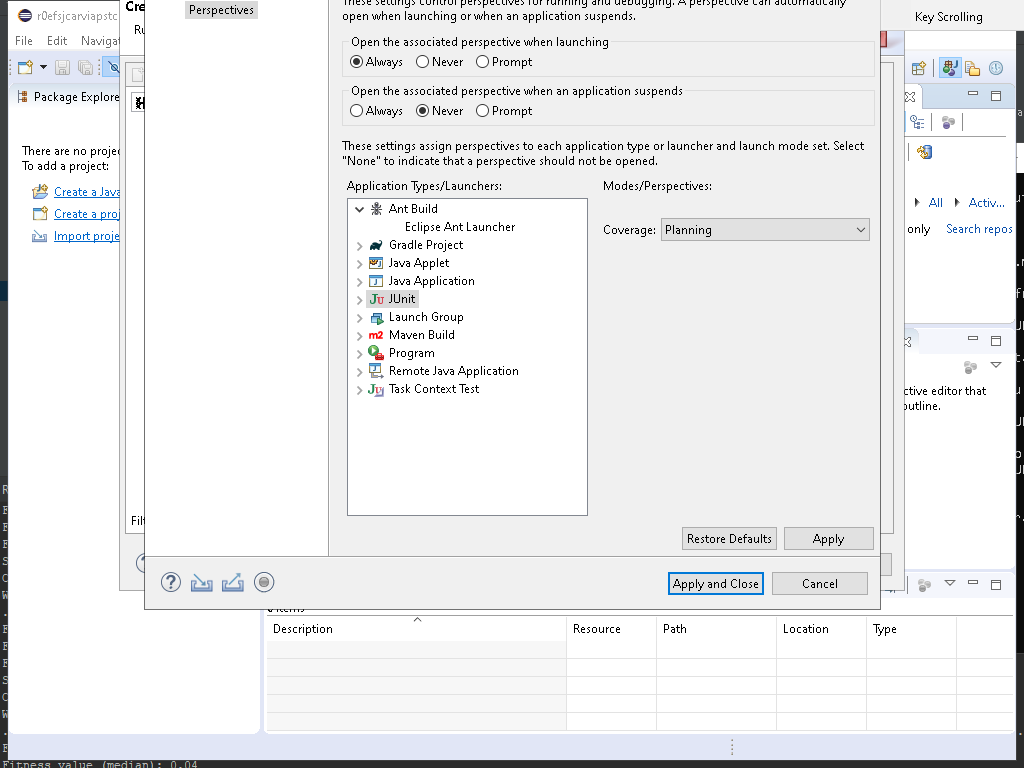 r0efsjcarviapstc
Cre
Perspectives
These settings control perspectives for running and debugging. A perspective can automatically
open when launching or when an application suspends.
Key Scrolling
File Edit Naviga
Ru
Open the associated perspective when launching
Always Never Prompt
Package Explore
Open the associated perspective when an application suspends
Always Never Prompt
There are no projec
To add a project:
Create a Java
Create a proj
Import proje
These settings assign perspectives to each application type or launcher and launch mode set. Select
"None" to indicate that a perspective should not be opened.
Application Types/Launchers:
Modes/Perspectives:
Ant Build
Eclipse Ant Launcher
Gradle Project
Java Applet
Java Application
JUnit
Launch Group
Maven Build
Program
Remote Java Application
Task Context Test
Coverage: Planning
All Activ...
only Search repos
ctive editor that
outline.
Filt
Restore Defaults Apply
Apply and Close Cancel
items
Description Resource Path Location Type
Fitness value (median): 0.04